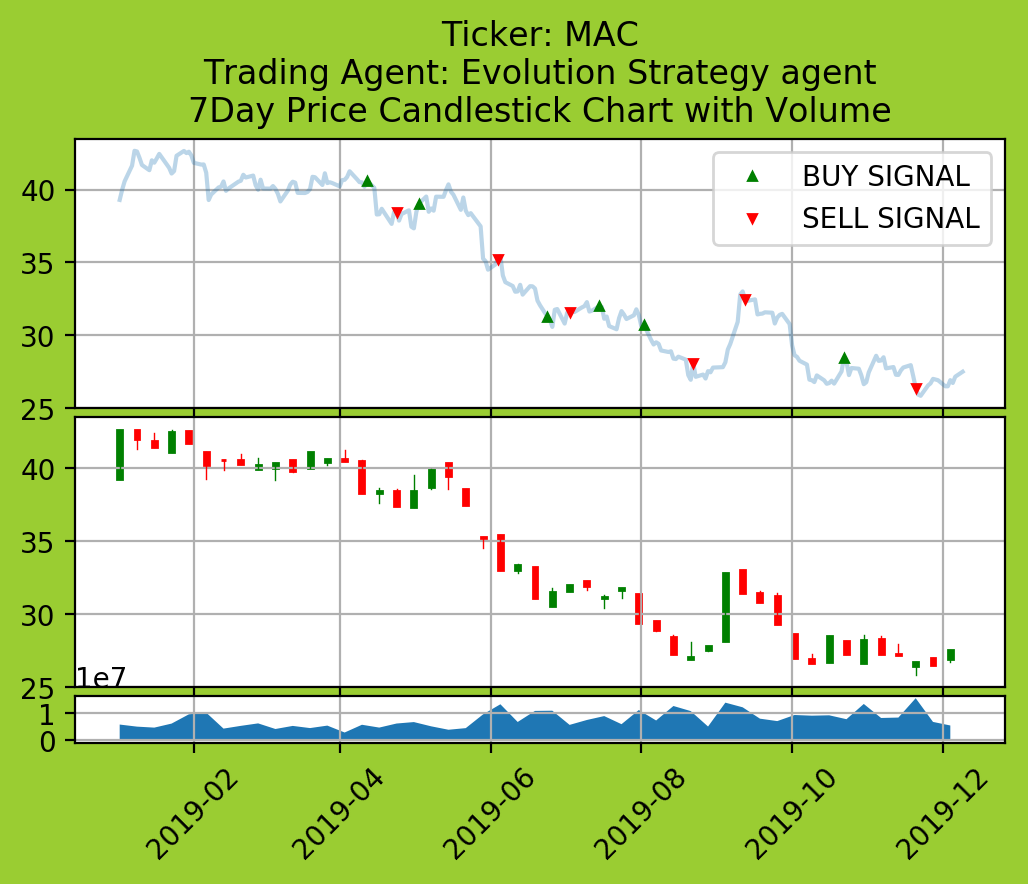 Ticker: MAC
Trading Agent: Evolution Strategy agent
7Day Price Candlestick Chart with Volume
BUY SIGNAL
SELL SIGNAL
40
35
30
25
40
35
30
25
1e7
1
0
2019-02
2019-04
2019-06
2019-08
2019-10
2019-12